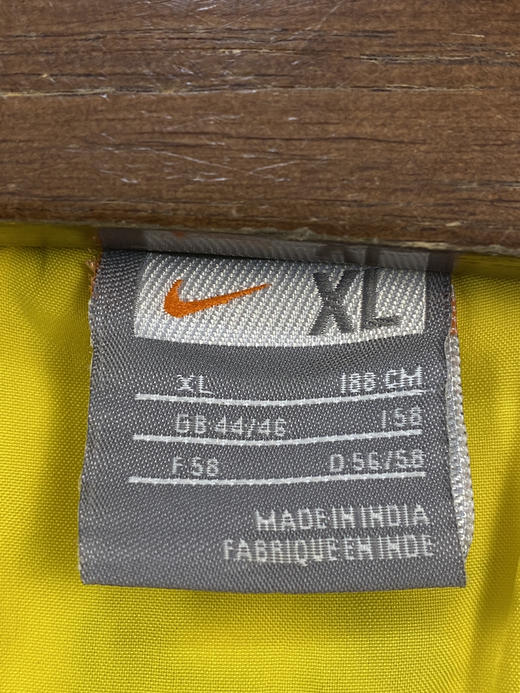 XL
XL 188 CM
GB 44/46 I 58
F 58 D 56/58
MADE IN INDIA
FABRIQUE EN INDE